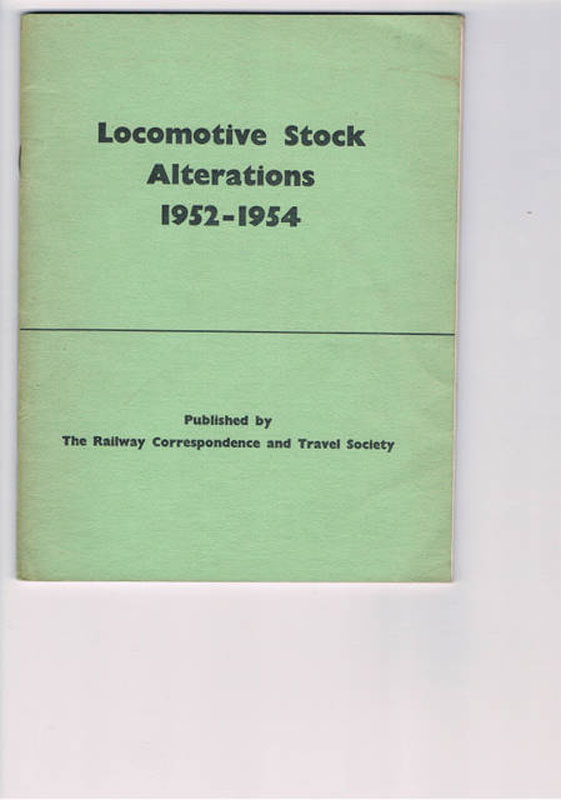 Locomotive Stock
Alterations
1952-1954
Published by
The Railway Correspondence and Travel Society